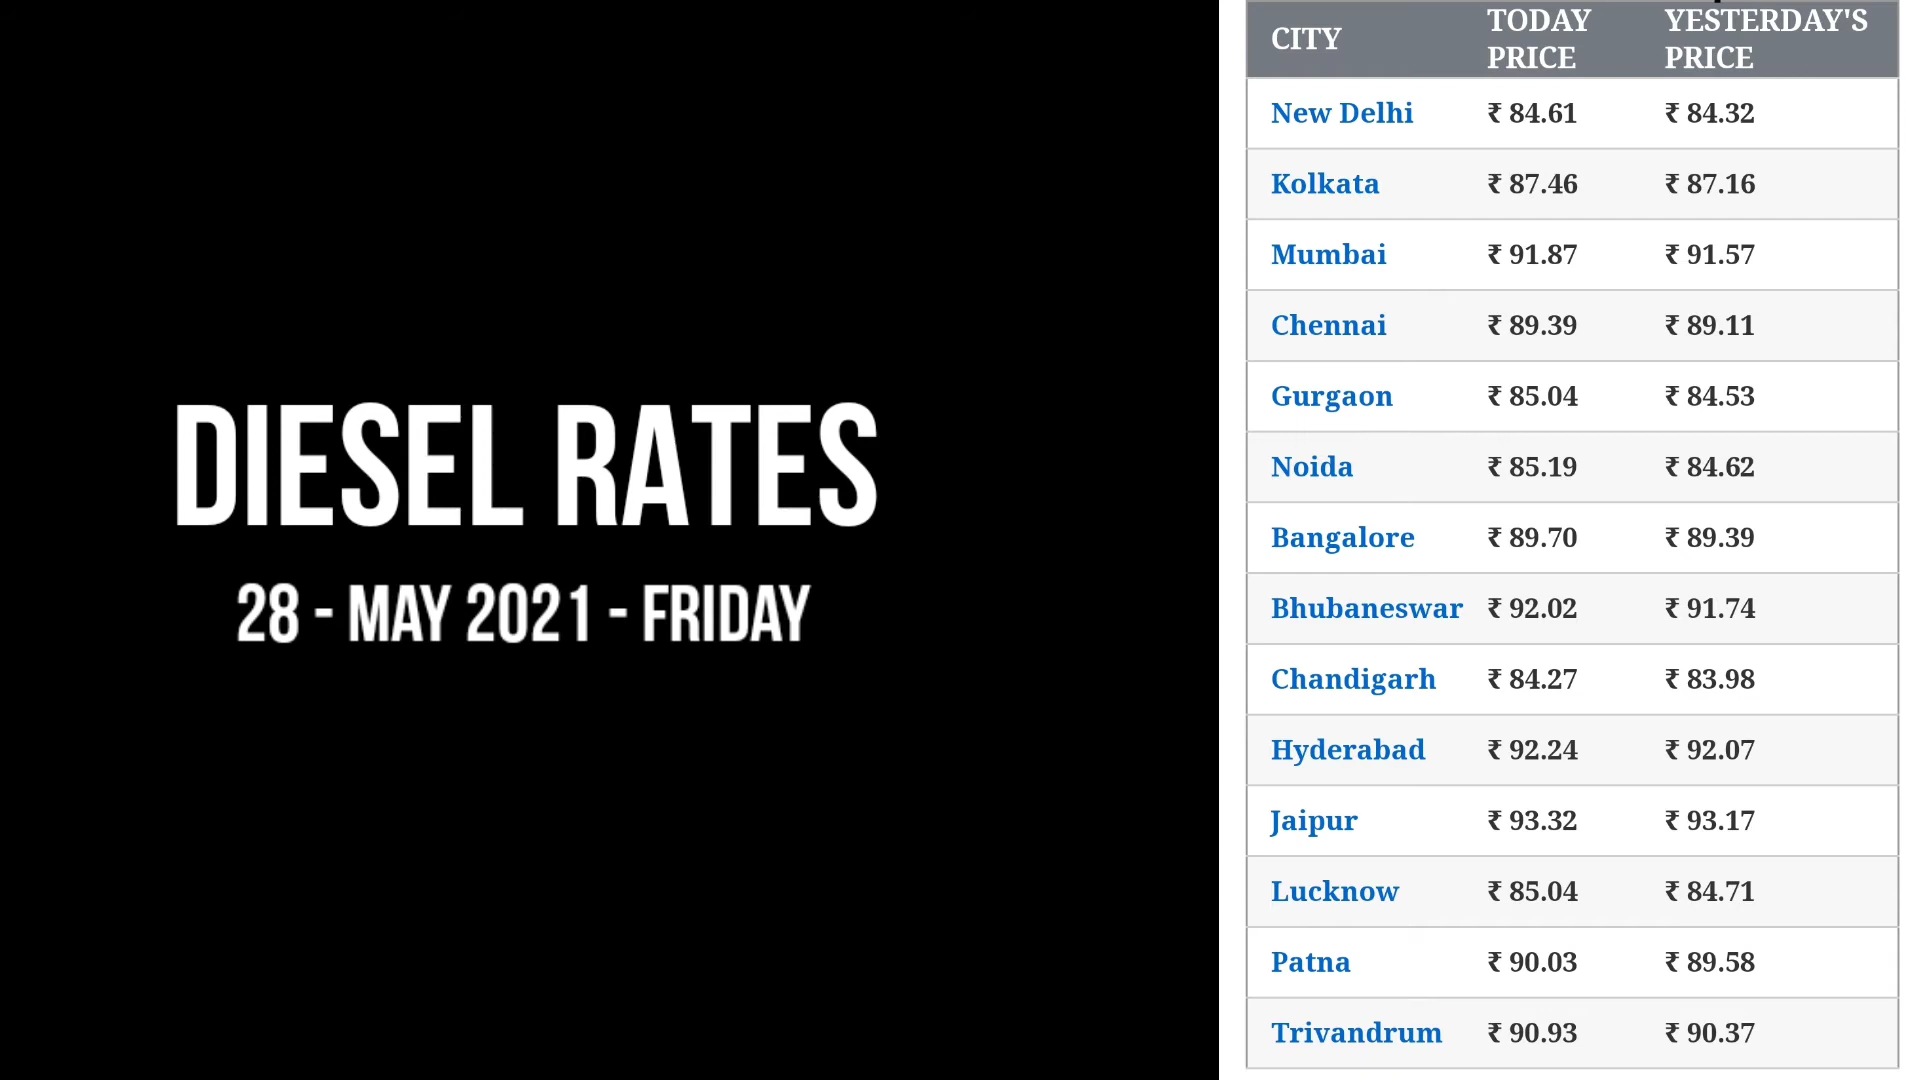 DIESEL RATES
28 - MAY 2021 - FRIDAY
CITY TODAY PRICE YESTERDAY'S PRICE
New Delhi ₹ 84.61 ₹ 84.32
Kolkata ₹ 87.46 ₹ 87.16
Mumbai ₹ 91.87 ₹ 91.57
Chennai ₹ 89.39 ₹ 89.11
Gurgaon ₹ 85.04 ₹ 84.53
Noida ₹ 85.19 ₹ 84.62
Bangalore ₹ 89.70 ₹ 89.39
Bhubaneswar ₹ 92.02 ₹ 91.74
Chandigarh ₹ 84.27 ₹ 83.98
Hyderabad ₹ 92.24 ₹ 92.07
Jaipur ₹ 93.32 ₹ 93.17
Lucknow ₹ 85.04 ₹ 84.71
Patna ₹ 90.03 ₹ 89.58
Trivandrum ₹ 90.93 ₹ 90.37